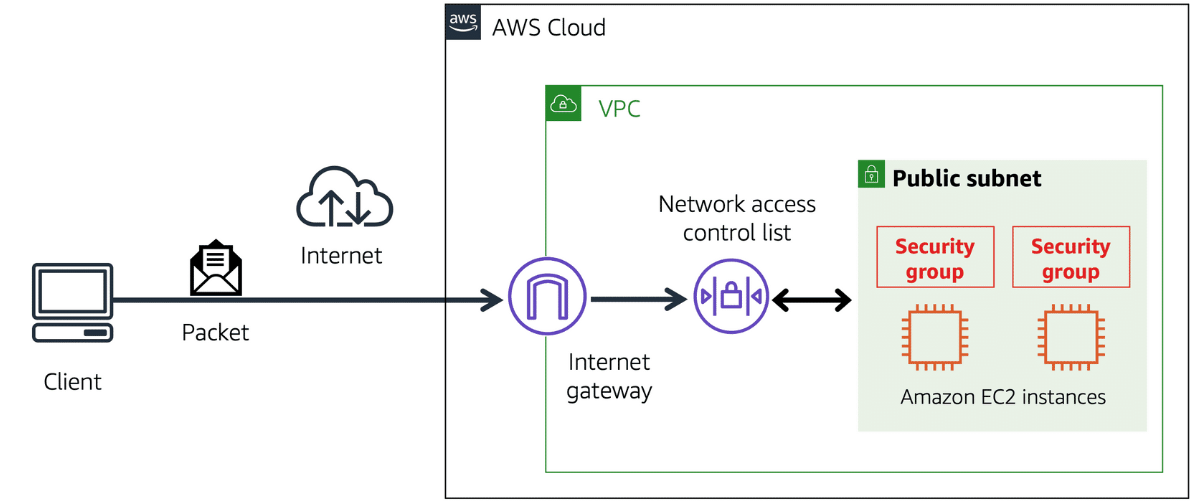 aws
AWS Cloud
VPC
Public subnet
Network access
control list
Security
group
Security
group
Internet
Packet
Internet
gateway
Client
Amazon EC2 instances